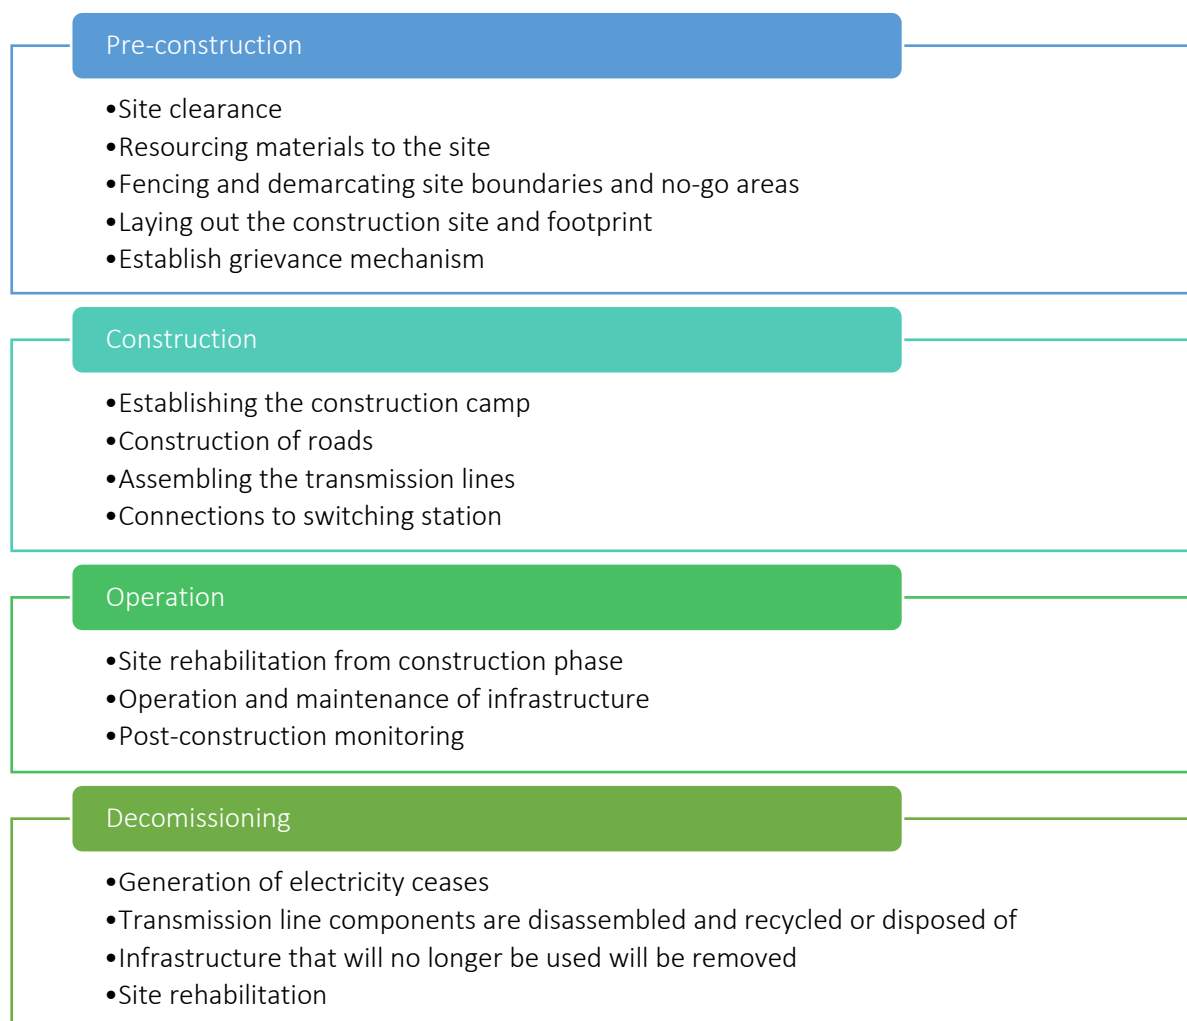 Pre-construction
•Site clearance
•Resourcing materials to the site
•Fencing and demarcating site boundaries and no-go areas
•Laying out the construction site and footprint
•Establish grievance mechanism
Construction
•Establishing the construction camp
•Construction of roads
•Assembling the transmission lines
•Connections to switching station
Operation
•Site rehabilitation from construction phase
•Operation and maintenance of infrastructure
•Post-construction monitoring
Decomissioning
•Generation of electricity ceases
•Transmission line components are disassembled and recycled or disposed of
•Infrastructure that will no longer be used will be removed
•Site rehabilitation